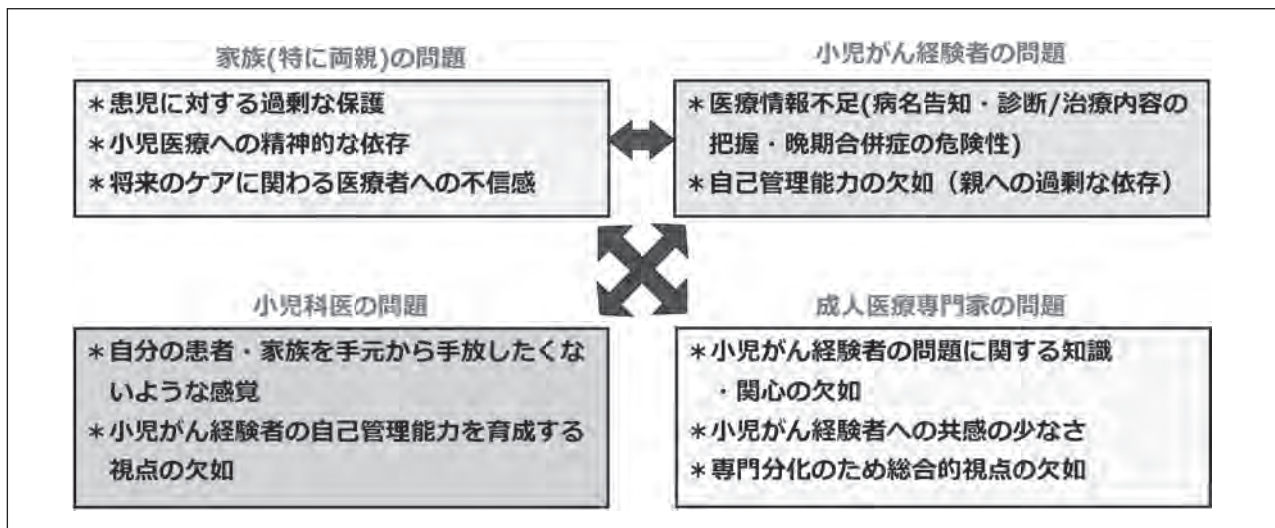 家族(特に両親)の問題
＊患児に対する過剰な保護
＊小児医療への精神的な依存
＊将来のケアに関わる医療者への不信感
小児がん経験者の問題
＊医療情報不足(病名告知・診断/治療内容の
把握・晩期合併症の危険性)
＊自己管理能力の欠如（親への過剰な依存）
小児科医の問題
＊自分の患者・家族を手元から手放したくな
いような感覚
＊小児がん経験者の自己管理能力を育成する
視点の欠如
成人医療専門家の問題
＊小児がん経験者の問題に関する知識
・関心の欠如
＊小児がん経験者への共感の少なさ
＊専門分化のため総合的視点の欠如